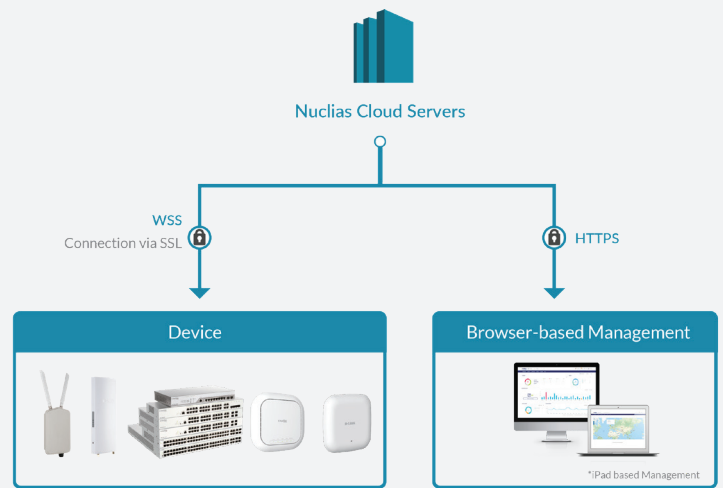 Nuclias Cloud Servers
WSS
Connection via SSL
HTTPS
Device
Browser-based Management
*iPad based Management